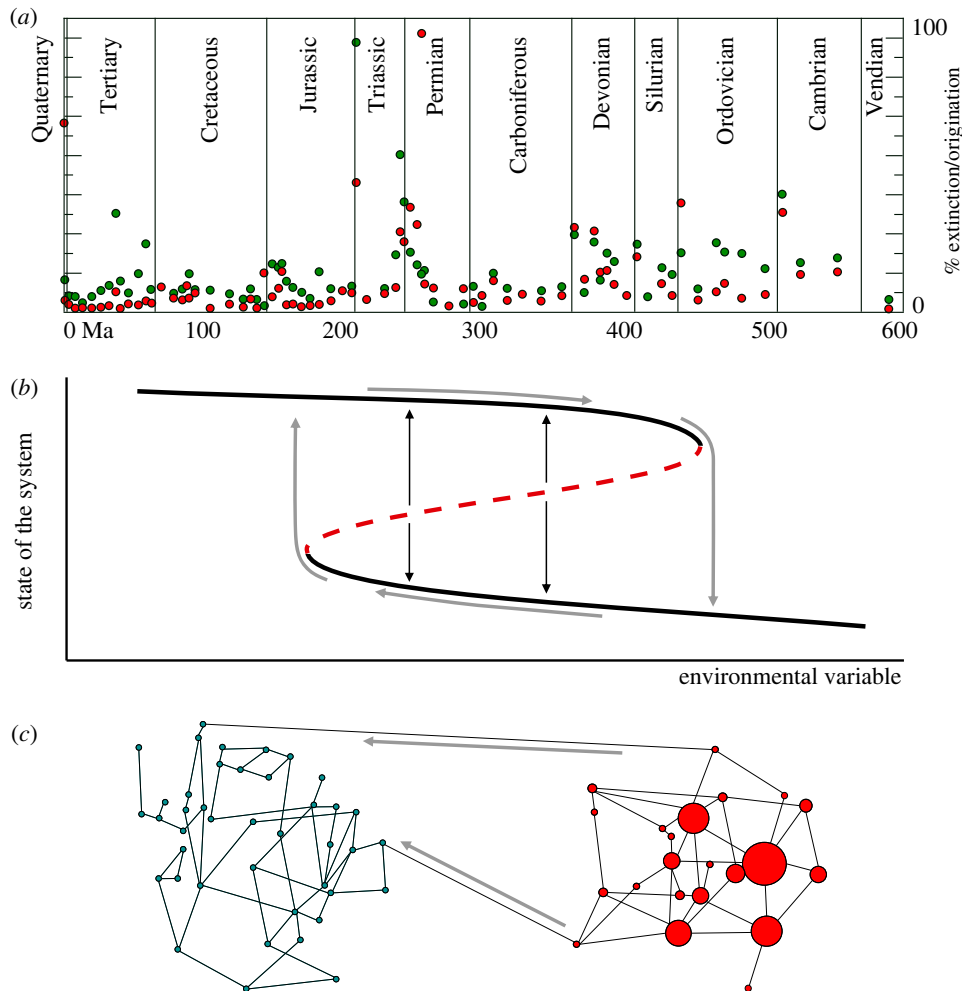 (a)
Quaternary
Tertiary
Cretaceous
Jurassic
Triassic
Permian
Carboniferous
Devonian
Silurian
Ordovician
Cambrian
Vendian
100
% extinction/origination
0
0 Ma 100 200 300 400 500 600
(b)
state of the system
environmental variable
(c)